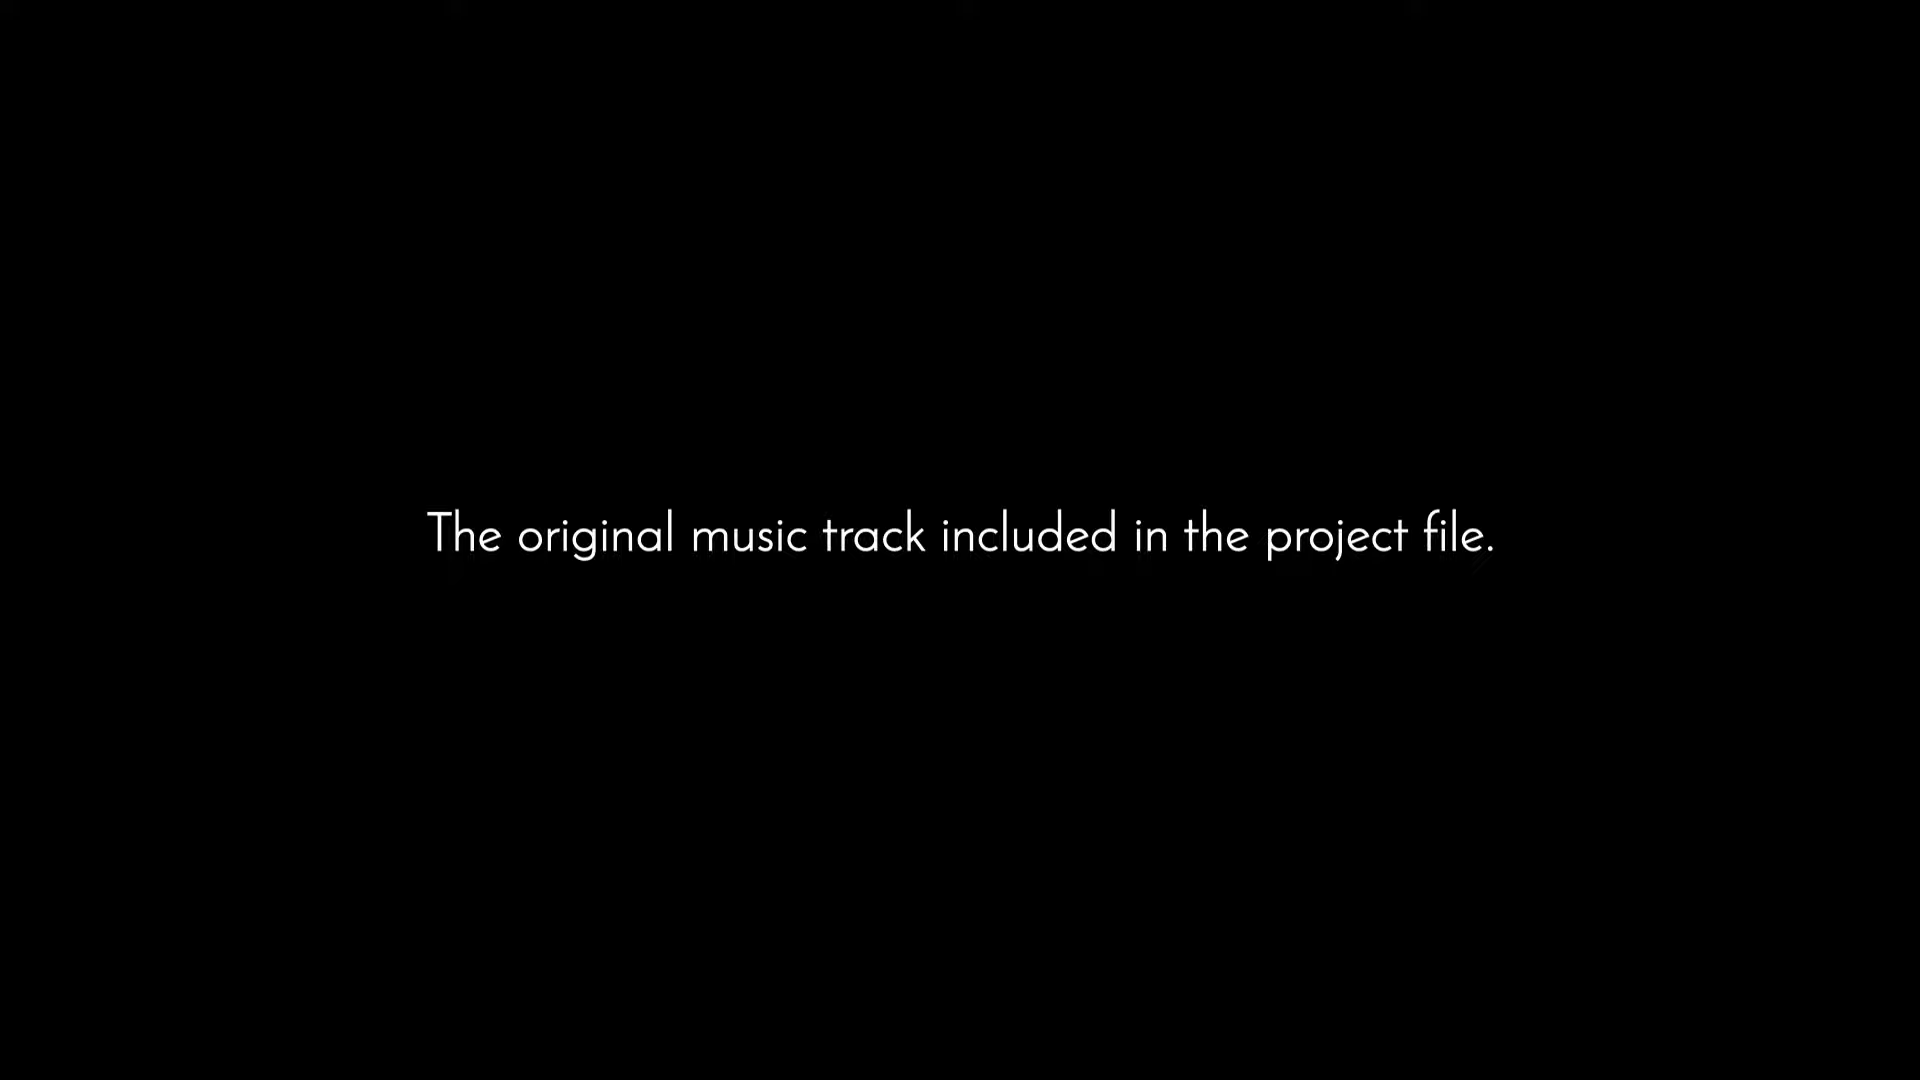 The original music track included in the project file.